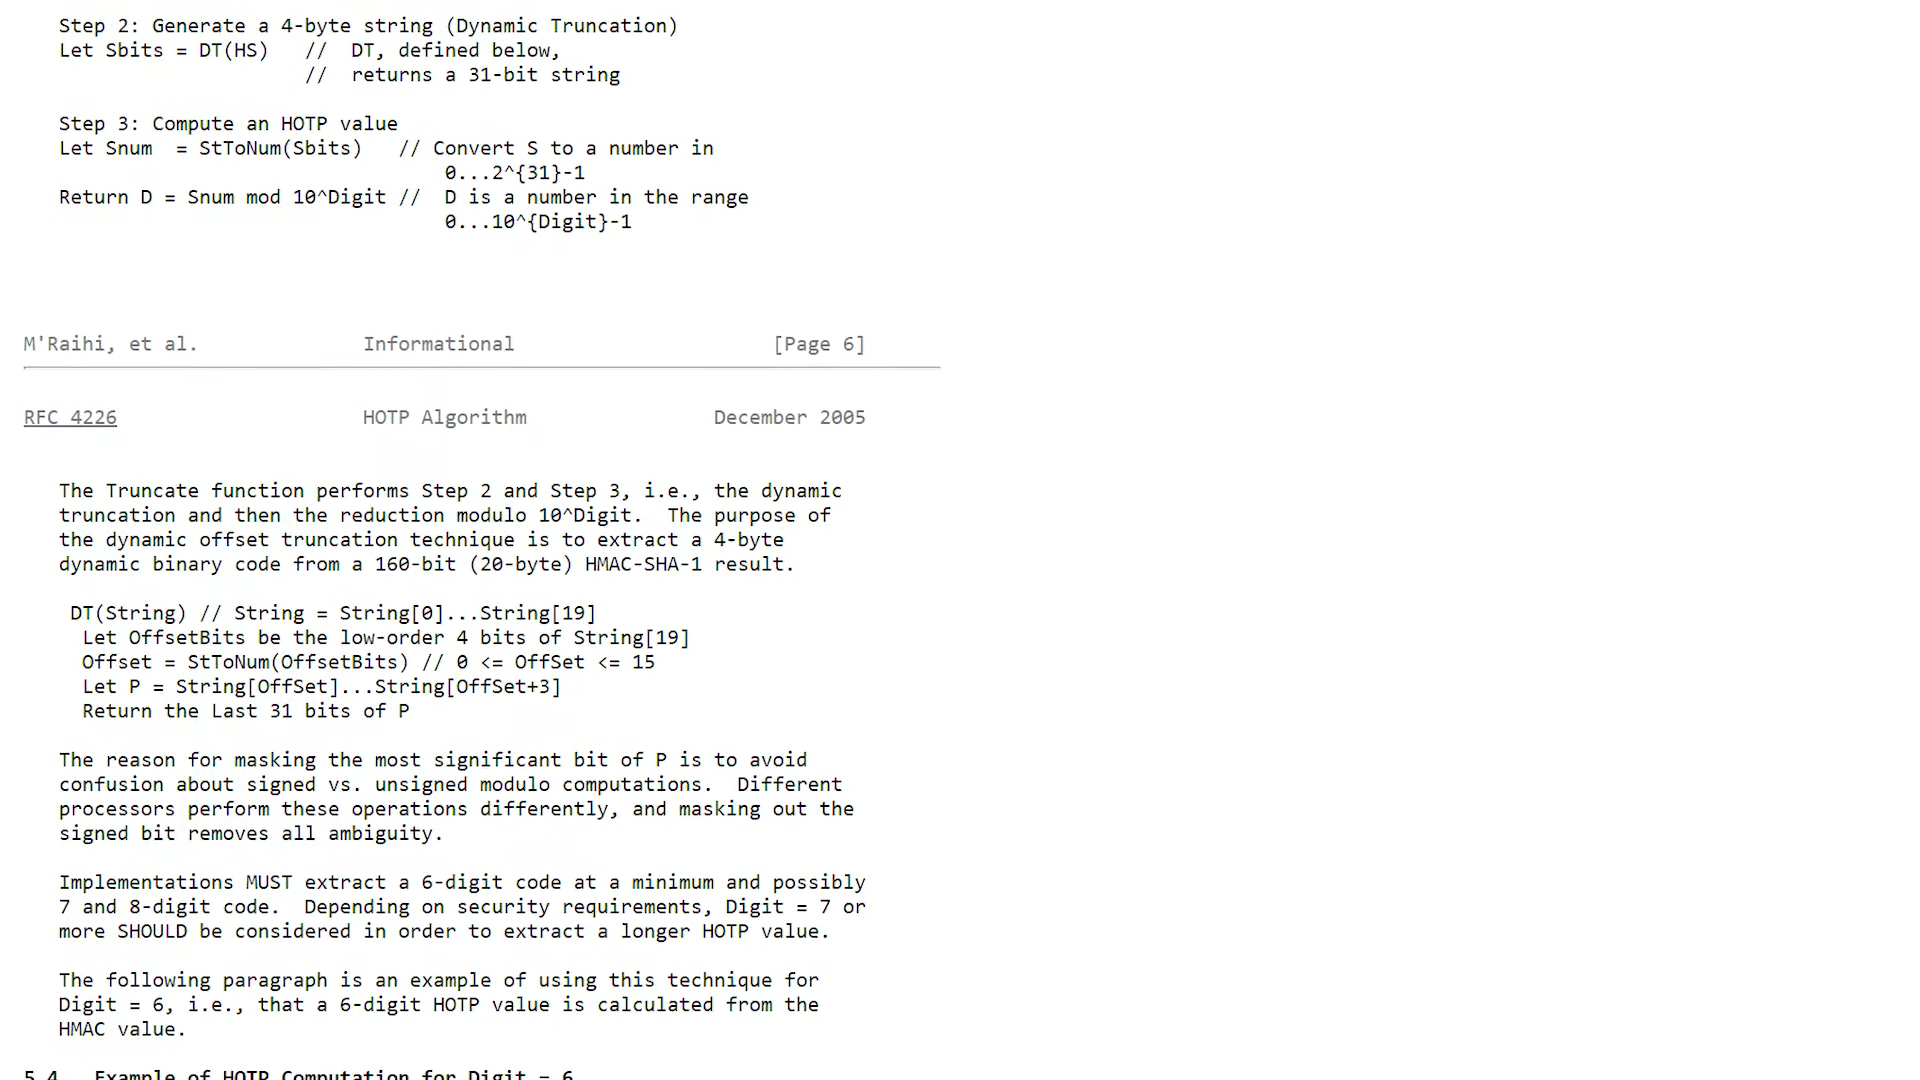 Step 2: Generate a 4-byte string (Dynamic Truncation)
Let Sbits = DT(HS)   //  DT, defined below,
                     //  returns a 31-bit string
Step 3: Compute an HOTP value
Let Snum  = StToNum(Sbits)   // Convert S to a number in
                                 0...2^{31}-1
Return D = Snum mod 10^Digit //  D is a number in the range
                                 0...10^{Digit}-1
M'Raihi, et al.              Informational                      [Page 6]
RFC 4226                     HOTP Algorithm                December 2005
The Truncate function performs Step 2 and Step 3, i.e., the dynamic
truncation and then the reduction modulo 10^Digit.  The purpose of
the dynamic offset truncation technique is to extract a 4-byte
dynamic binary code from a 160-bit (20-byte) HMAC-SHA-1 result.
DT(String) // String = String[0]...String[19]
Let OffsetBits be the low-order 4 bits of String[19]
Offset = StToNum(OffsetBits) // 0 <= OffSet <= 15
Let P = String[OffSet]...String[OffSet+3]
Return the Last 31 bits of P
The reason for masking the most significant bit of P is to avoid
confusion about signed vs. unsigned modulo computations.  Different
processors perform these operations differently, and masking out the
signed bit removes all ambiguity.
Implementations MUST extract a 6-digit code at a minimum and possibly
7 and 8-digit code.  Depending on security requirements, Digit = 7 or
more SHOULD be considered in order to extract a longer HOTP value.
The following paragraph is an example of using this technique for
Digit = 6, i.e., that a 6-digit HOTP value is calculated from the
HMAC value.
5.4.  Example of HOTP Computation for Digit = 6